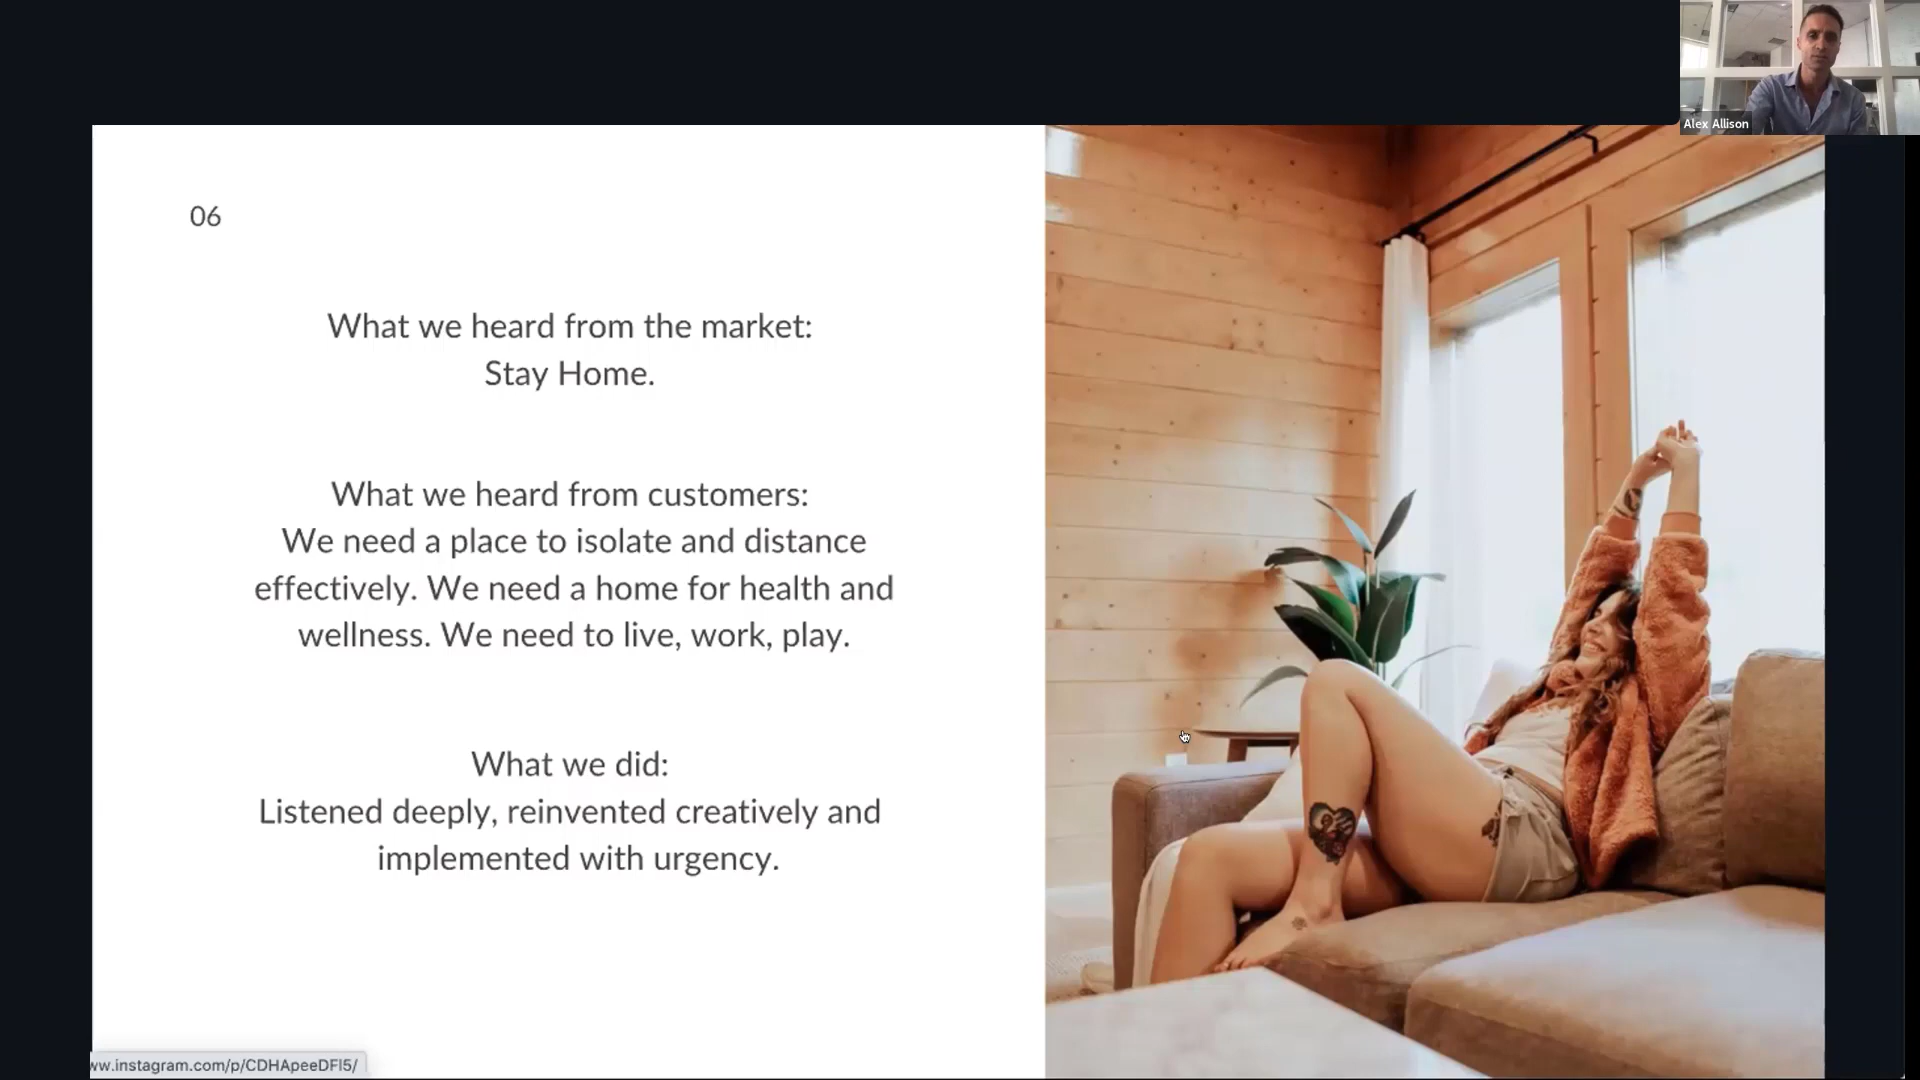 Alex Allison
06
What we heard from the market:
Stay Home.
What we heard from customers:
We need a place to isolate and distance
effectively. We need a home for health and
wellness. We need to live, work, play.
What we did:
Listened deeply, reinvented creatively and
implemented with urgency.
ww.instagram.com/p/CDHApeeDFl5/